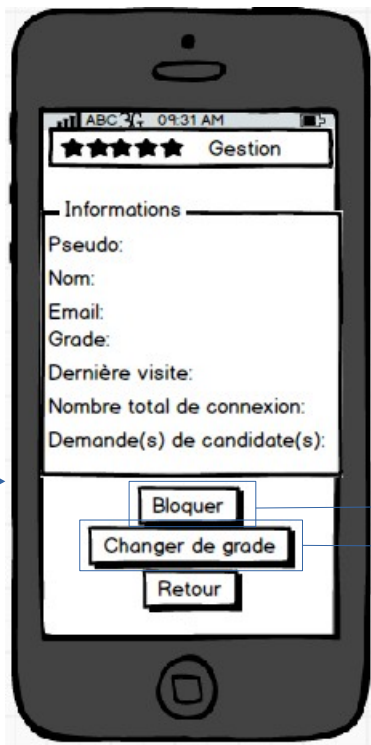 ABC 3G 09:31 AM
Gestion
Informations
Pseudo:
Nom:
Email:
Grade:
Dernière visite:
Nombre total de connexion:
Demande(s) de candidate(s):
Bloquer
Changer de grade
Retour